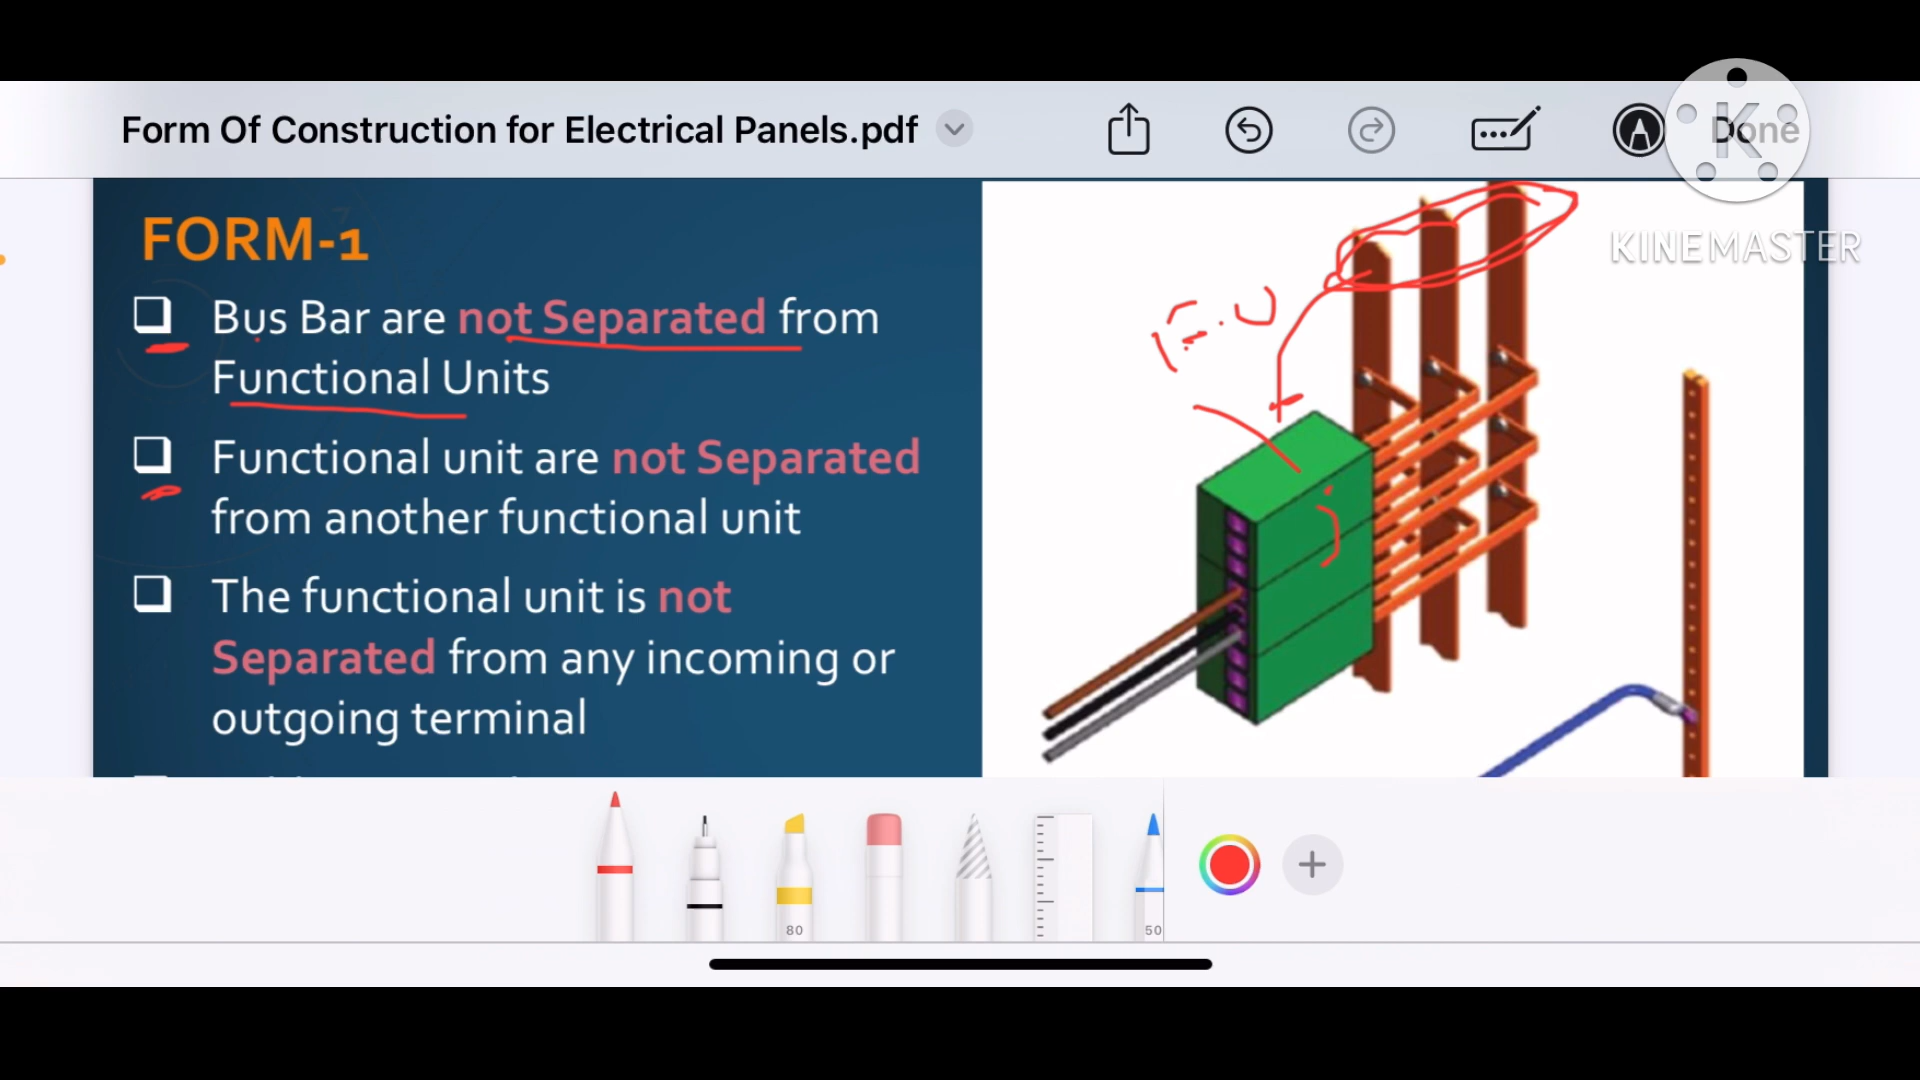 Form Of Construction for Electrical Panels.pdf
Done
K
KINEMASTER
FORM-1
❑ Bus Bar are not Separated from
Functional Units
❑ Functional unit are not Separated
from another functional unit
❑ The functional unit is not
Separated from any incoming or
outgoing terminal
F.U
80
50